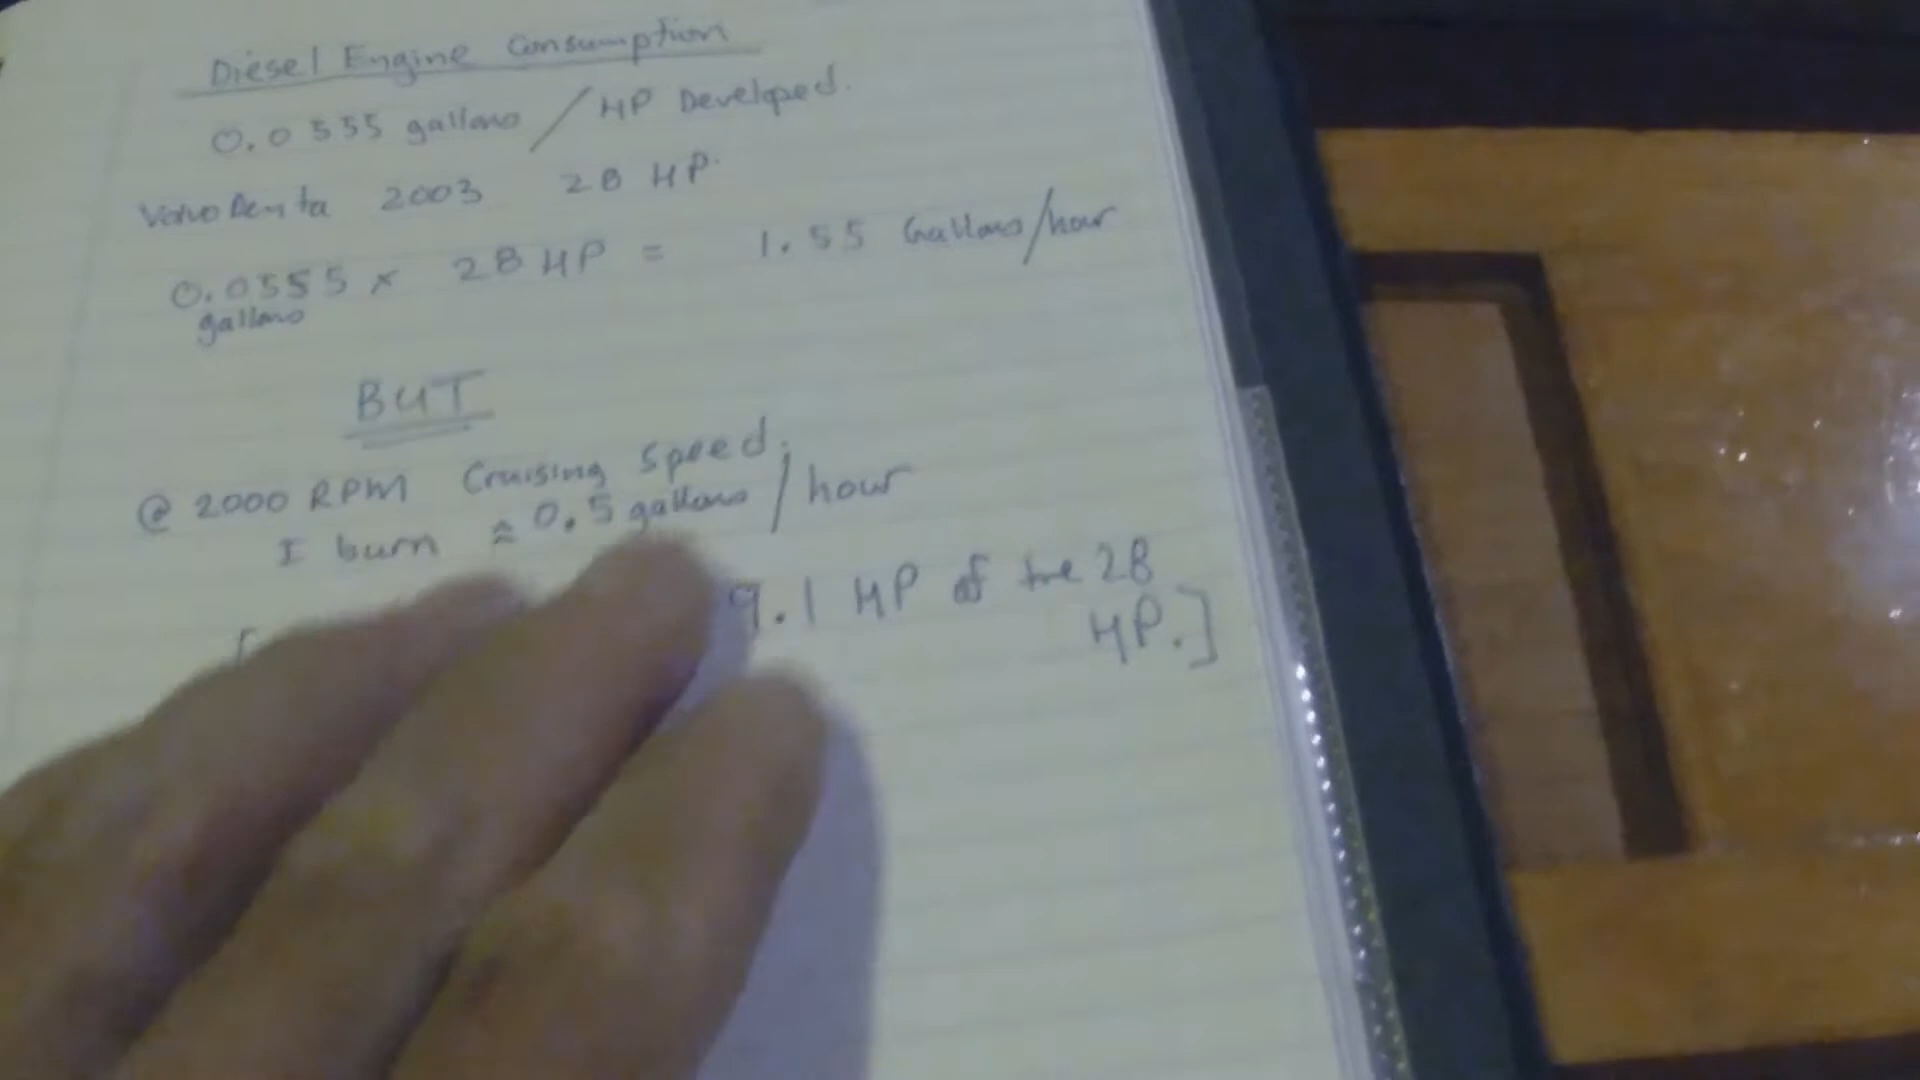 Diesel Engine Consumption
0.0555 gallons / HP Developed.
Volvo Penta 2003 28 HP.
0.0555 x 28 HP = 1.55 Gallons/hour
gallons
BUT
@ 2000 RPM Cruising Speed.
I burn ≈ 0.5 gallons / hour
[ 9.1 HP of the 28
HP.]